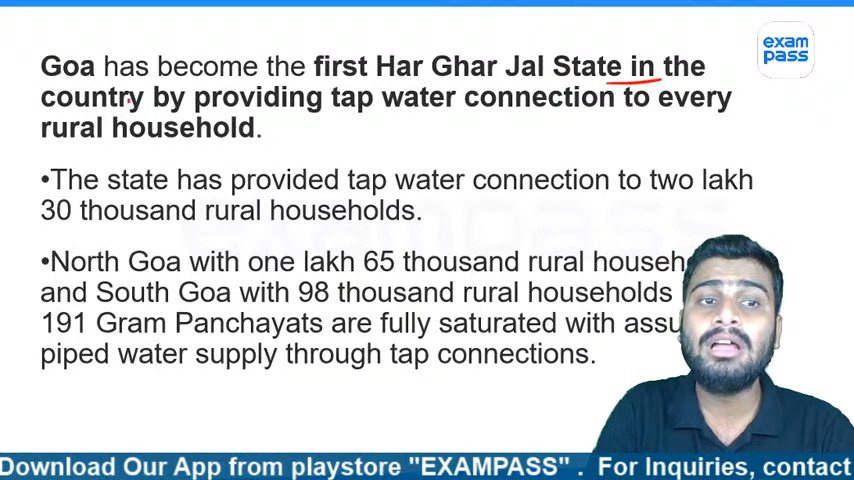 exam
pass
Goa has become the first Har Ghar Jal State in the
country by providing tap water connection to every
rural household.
•The state has provided tap water connection to two lakh
30 thousand rural households.
•North Goa with one lakh 65 thousand rural househ
and South Goa with 98 thousand rural households
191 Gram Panchayats are fully saturated with assu
piped water supply through tap connections.
exampass
Download Our App from playstore "EXAMPASS" . For Inquiries, contact